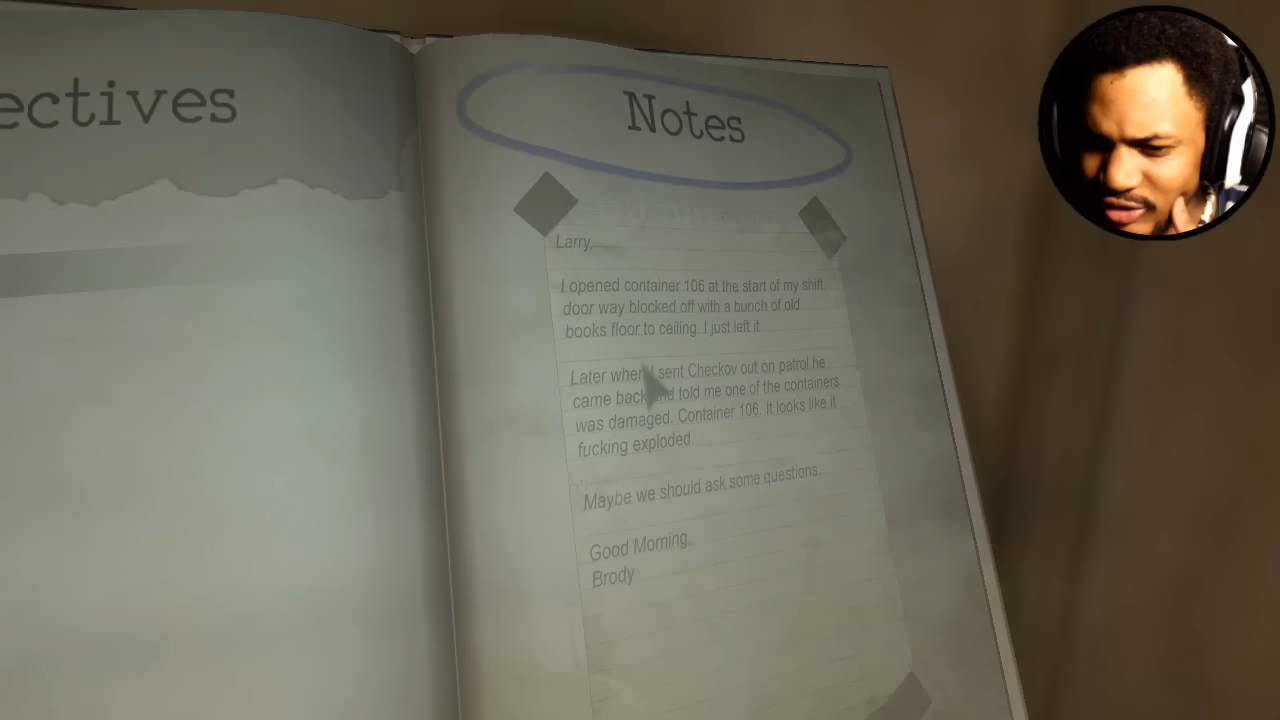 ectives
Notes
Larry,
I opened container 106 at the start of my shift,
door way blocked off with a bunch of old
books floor to ceiling. I just left it.
Later when I sent Checkov out on patrol he
came back and told me one of the containers
was damaged. Container 106. It looks like it
fucking exploded.
Maybe we should ask some questions.
Good Morning,
Brody